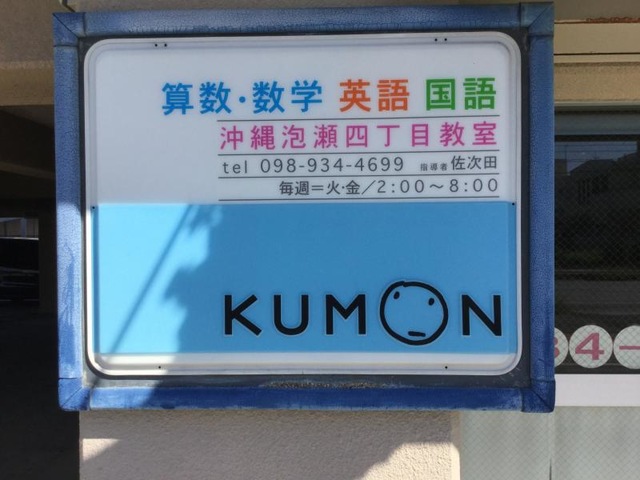 算数・数学 英語 国語
沖縄泡瀬四丁目教室
tel 098-934-4699 指導者 佐次田
毎週=火・金/2:00～8:00
KUMON
4-